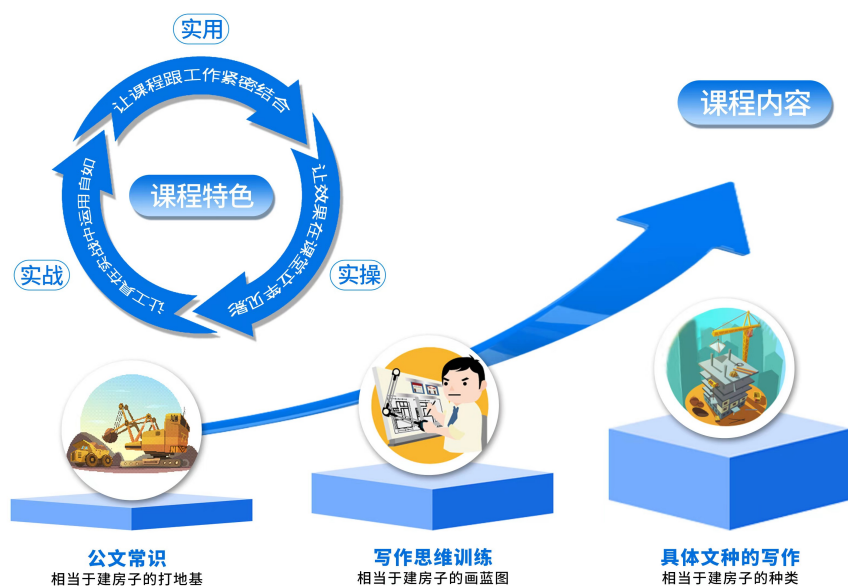 实用
让课程跟工作紧密结合
课程特色
实操
让效果在课堂立竿见影
实战
让工具在实战中运用自如
课程内容
公文常识
相当于建房子的打地基
写作思维训练
相当于建房子的画蓝图
具体文种的写作
相当于建房子的种类